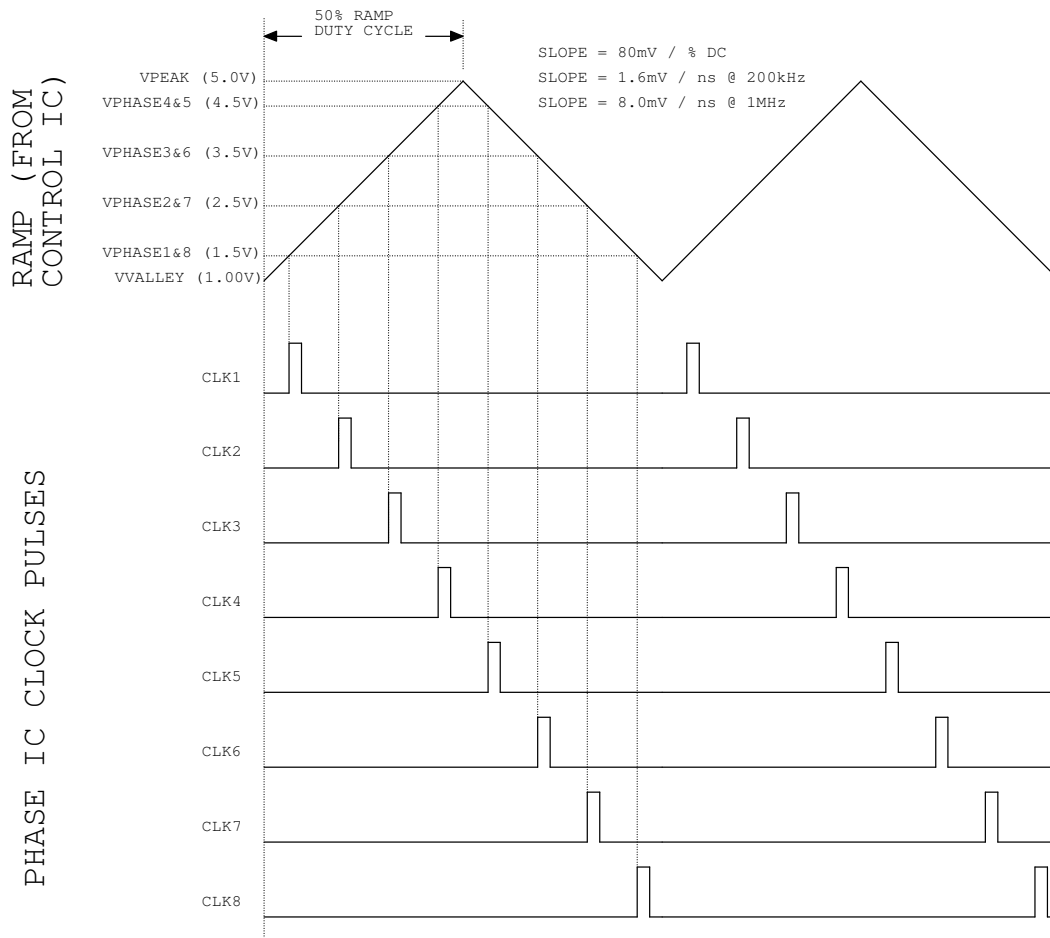 50% RAMP
DUTY CYCLE
SLOPE = 80mV / % DC
SLOPE = 1.6mV / ns @ 200kHz
SLOPE = 8.0mV / ns @ 1MHz
RAMP (FROM
CONTROL IC)
VPEAK (5.0V)
VPHASE4&5 (4.5V)
VPHASE3&6 (3.5V)
VPHASE2&7 (2.5V)
VPHASE1&8 (1.5V)
VVALLEY (1.00V)
PHASE IC CLOCK PULSES
CLK1
CLK2
CLK3
CLK4
CLK5
CLK6
CLK7
CLK8